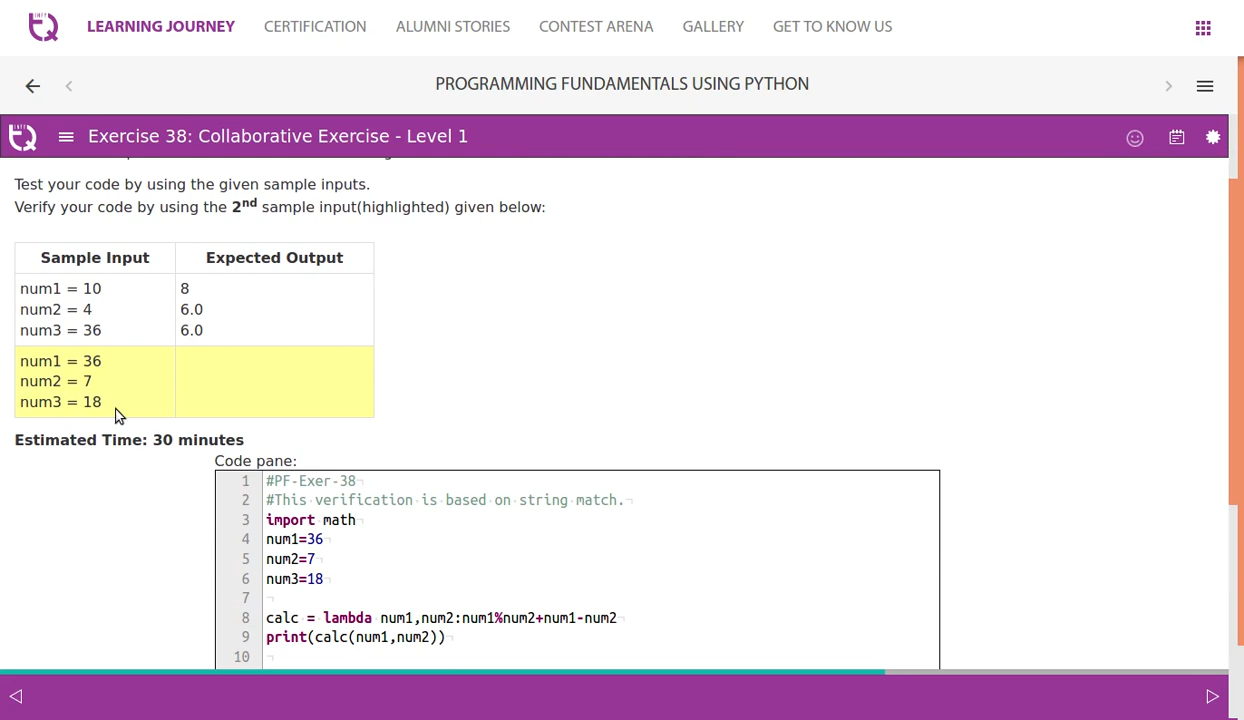 LEARNING JOURNEY CERTIFICATION ALUMNI STORIES CONTEST ARENA GALLERY GET TO KNOW US
PROGRAMMING FUNDAMENTALS USING PYTHON
Exercise 38: Collaborative Exercise - Level 1
Test your code by using the given sample inputs.
Verify your code by using the 2nd sample input(highlighted) given below:
Sample Input Expected Output
num1 = 10 8
num2 = 4 6.0
num3 = 36 6.0
num1 = 36
num2 = 7
num3 = 18
Estimated Time: 30 minutes
Code pane:
1 #PF-Exer-38
2 #This verification is based on string match.
3 import math
4 num1=36
5 num2=7
6 num3=18
7
8 calc = lambda num1,num2:num1%num2+num1-num2
9 print(calc(num1,num2))
10